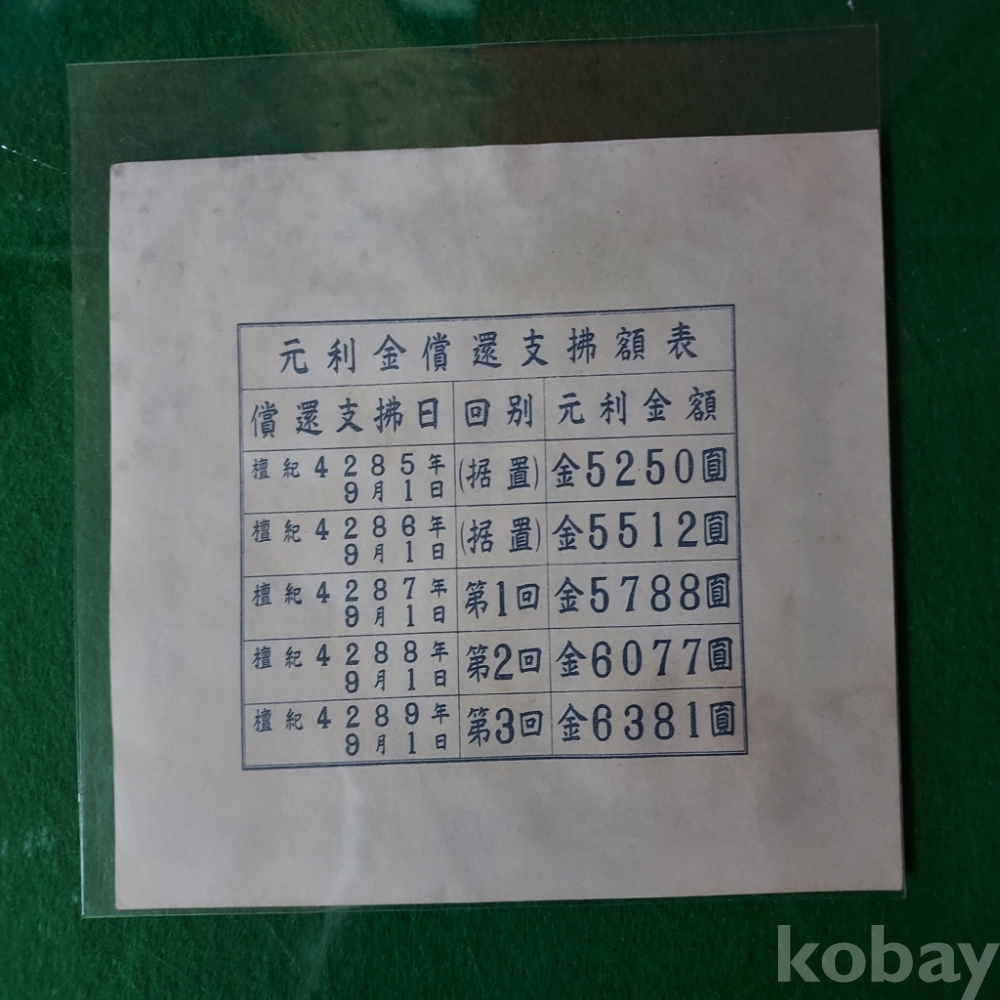 元利金償還支拂額表
償還支拂日 回別 元利金額
檀紀4285年9月1日 (据置) 金5250圓
檀紀4286年9月1日 (据置) 金5512圓
檀紀4287年9月1日 第1回 金5788圓
檀紀4288年9月1日 第2回 金6077圓
檀紀4289年9月1日 第3回 金6381圓
kobay